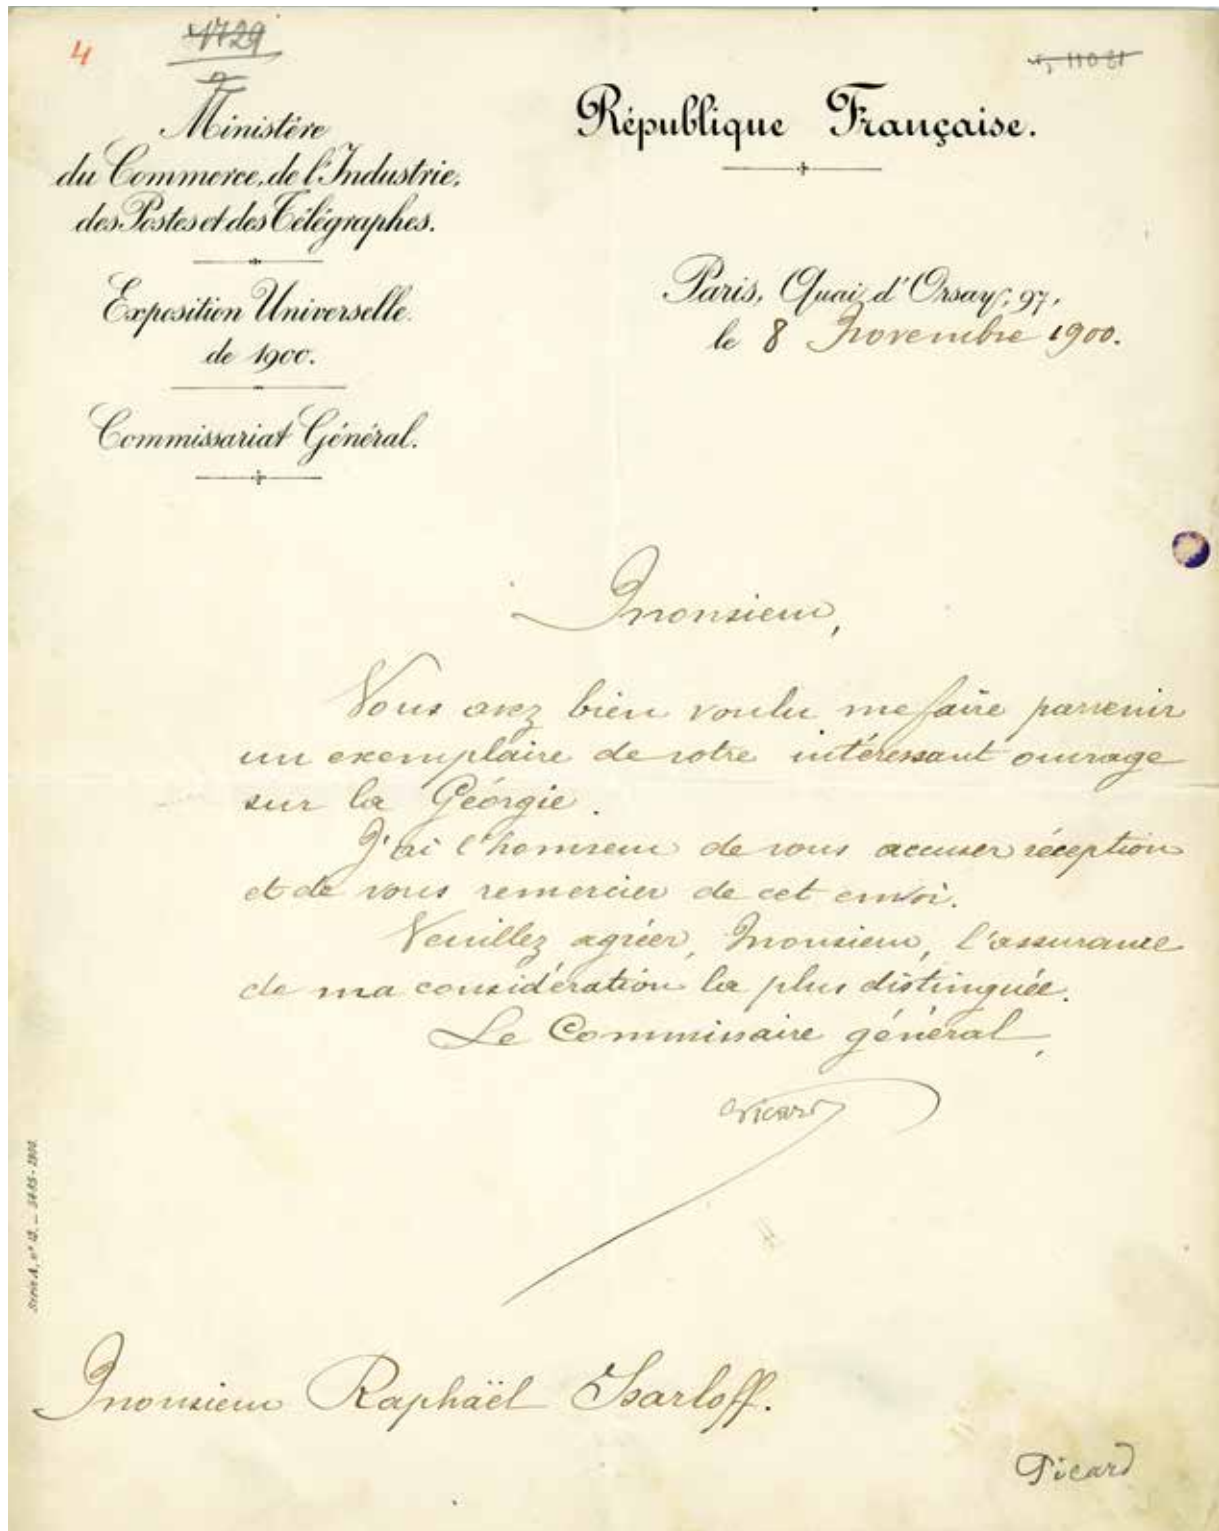 4
4729
11081
Ministère
du Commerce, de l'Industrie,
des Postes et des Télégraphes.
Exposition Universelle
de 1900.
Commissariat Général.
République Française.
Paris, Quai d'Orsay, 97,
le 8 Novembre 1900.
Monsieur,
Vous avez bien voulu me faire parvenir
un exemplaire de votre intéressant ouvrage
sur la Géorgie.
J'ai l'honneur de vous accuser réception
et de vous remercier de cet envoi.
Veuillez agréer, Monsieur, l'assurance
de ma considération la plus distinguée.
Le Commissaire général,
Picard
Monsieur Raphaël Isarloff.
Picard